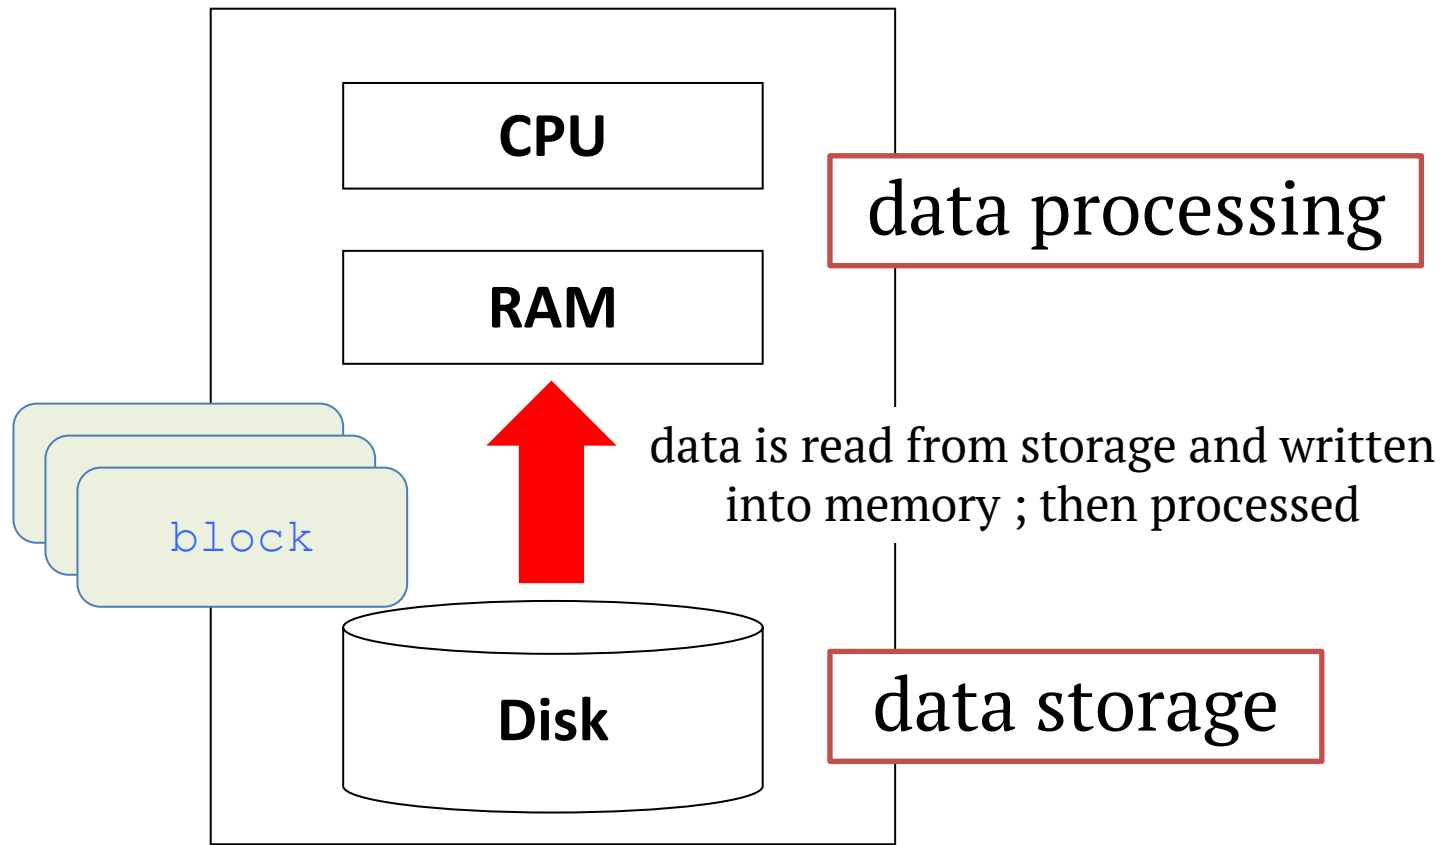 CPU
data processing
RAM
data is read from storage and written
into memory ; then processed
block
Disk
data storage